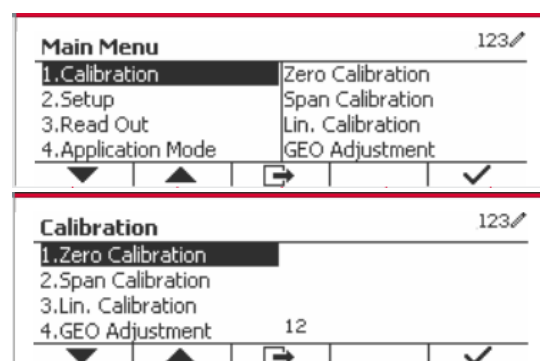 Main Menu 123
1.Calibration Zero Calibration
2.Setup Span Calibration
3.Read Out Lin. Calibration
4.Application Mode GEO Adjustment
Calibration 123
1.Zero Calibration
2.Span Calibration
3.Lin. Calibration
4.GEO Adjustment 12